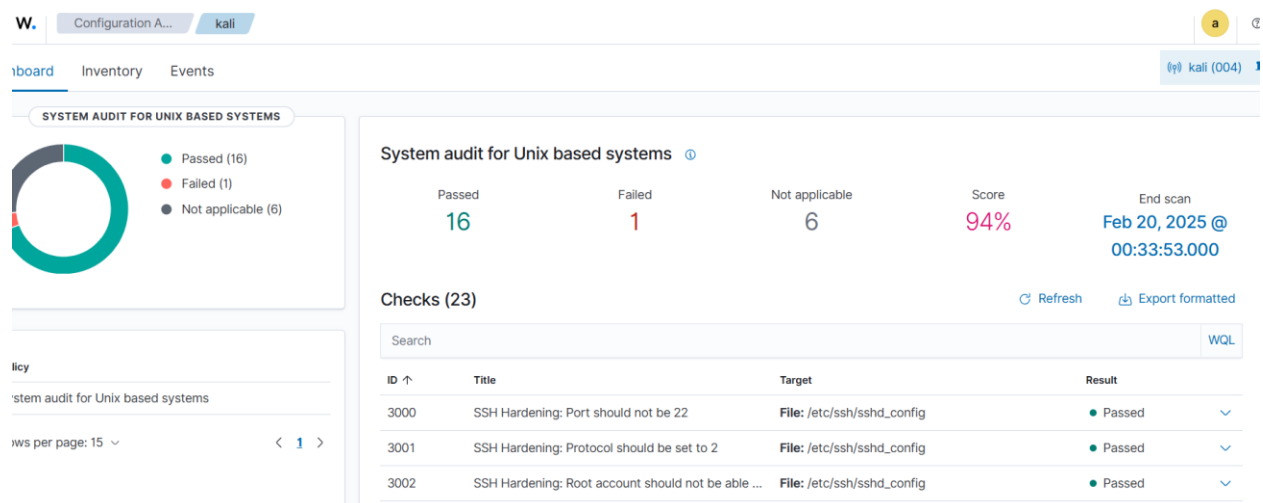 W. Configuration A... kali a
board Inventory Events kali (004)
SYSTEM AUDIT FOR UNIX BASED SYSTEMS
Passed (16)
Failed (1)
Not applicable (6)
licy
stem audit for Unix based systems
ows per page: 15 < 1 >
System audit for Unix based systems
Passed Failed Not applicable Score End scan
16 1 6 94% Feb 20, 2025 @
00:33:53.000
Checks (23) Refresh Export formatted
Search WQL
ID ↑ Title Target Result
3000 SSH Hardening: Port should not be 22 File: /etc/ssh/sshd_config Passed
3001 SSH Hardening: Protocol should be set to 2 File: /etc/ssh/sshd_config Passed
3002 SSH Hardening: Root account should not be able ... File: /etc/ssh/sshd_config Passed